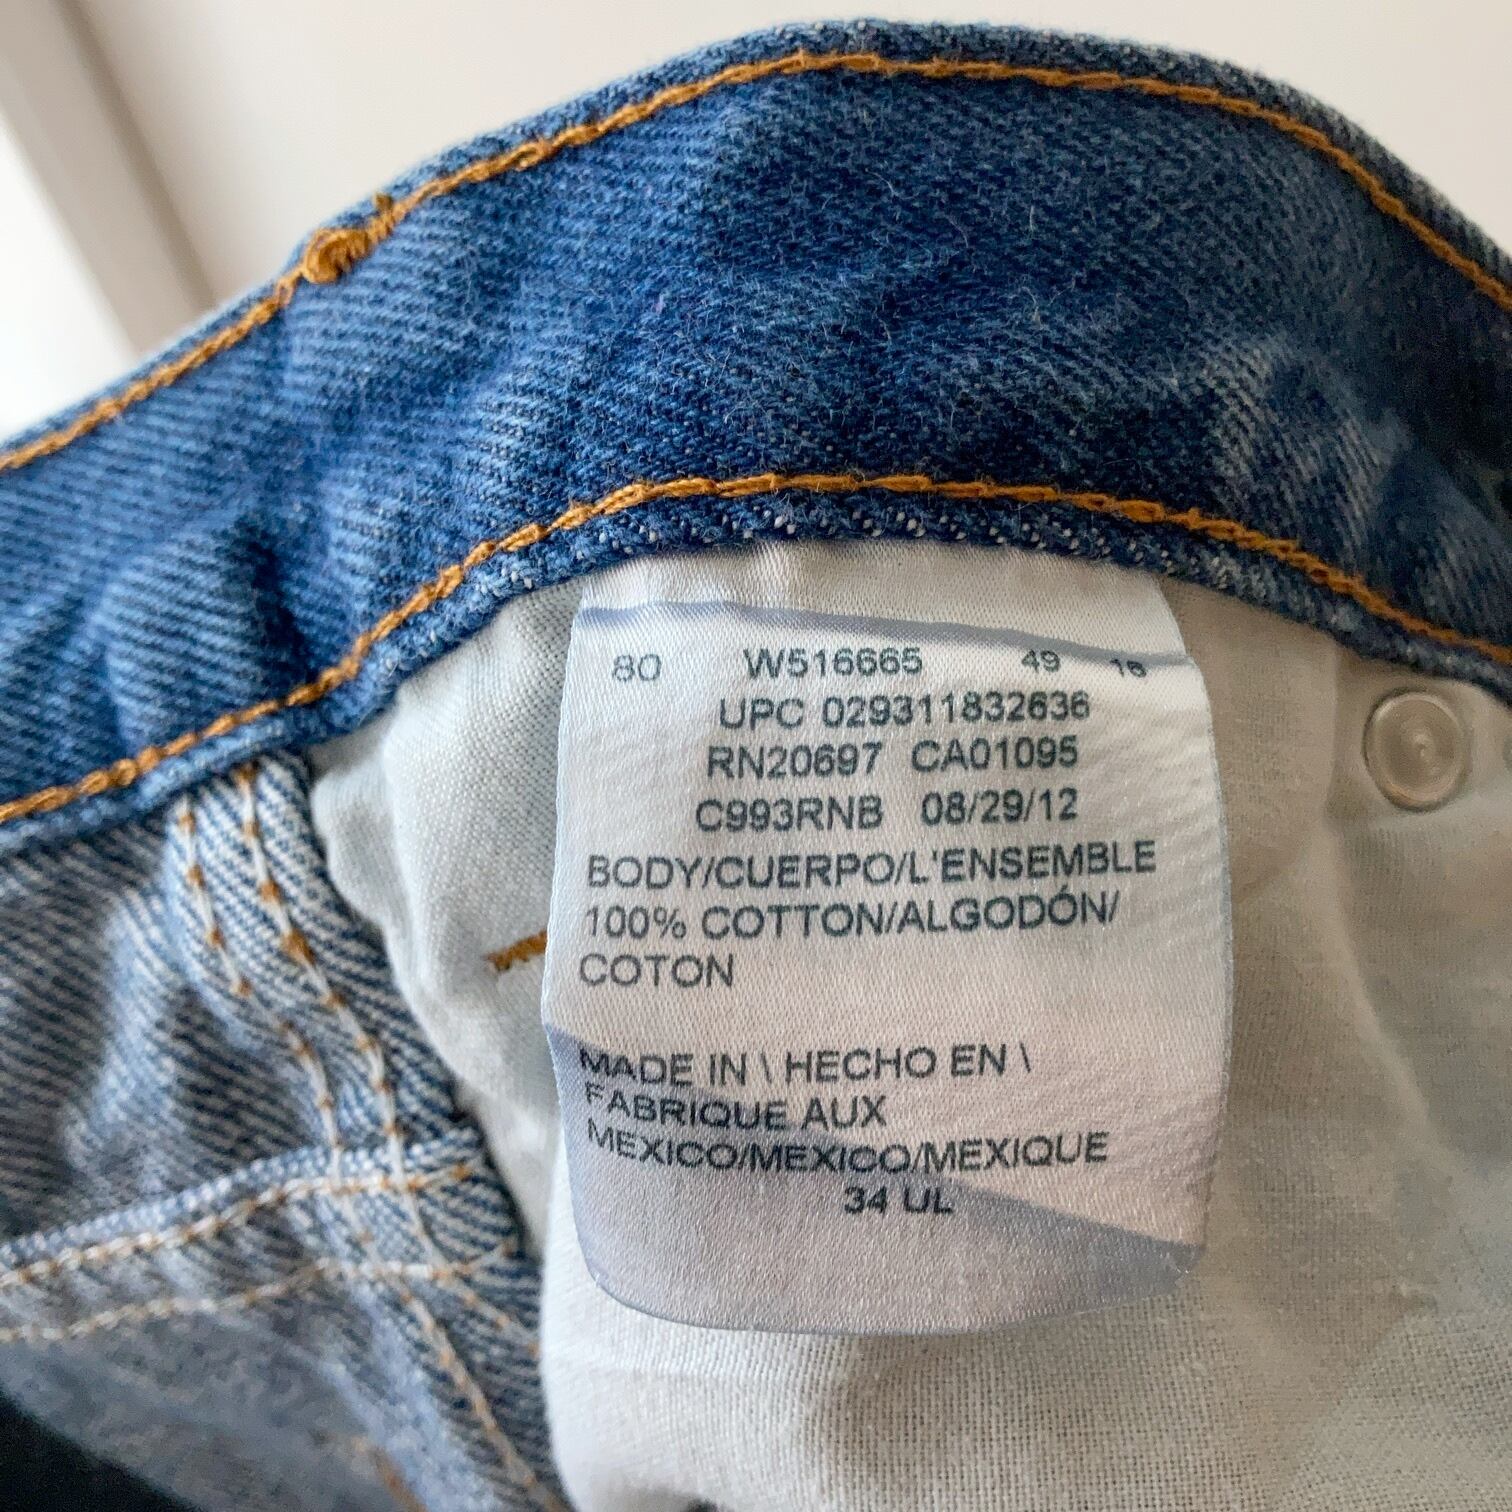 80 W516665 49 16
UPC 029311832636
RN20697 CA01095
C993RNB 08/29/12
BODY/CUERPO/L'ENSEMBLE
100% COTTON/ALGODÓN/
COTON
MADE IN \ HECHO EN \
FABRIQUE AUX
MEXICO/MEXICO/MEXIQUE
34 UL